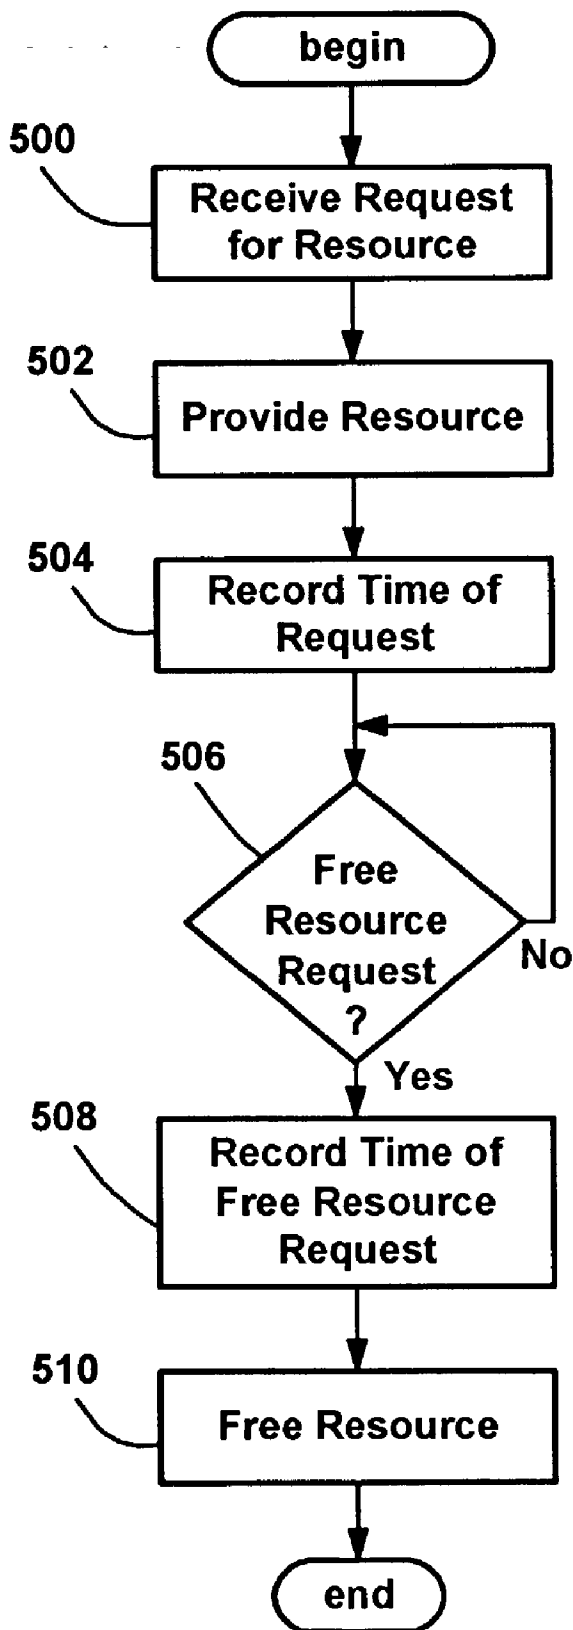 begin
500
Receive Request
for Resource
502
Provide Resource
504
Record Time of
Request
506
Free
Resource
Request
?
No
Yes
508
Record Time of
Free Resource
Request
510
Free Resource
end